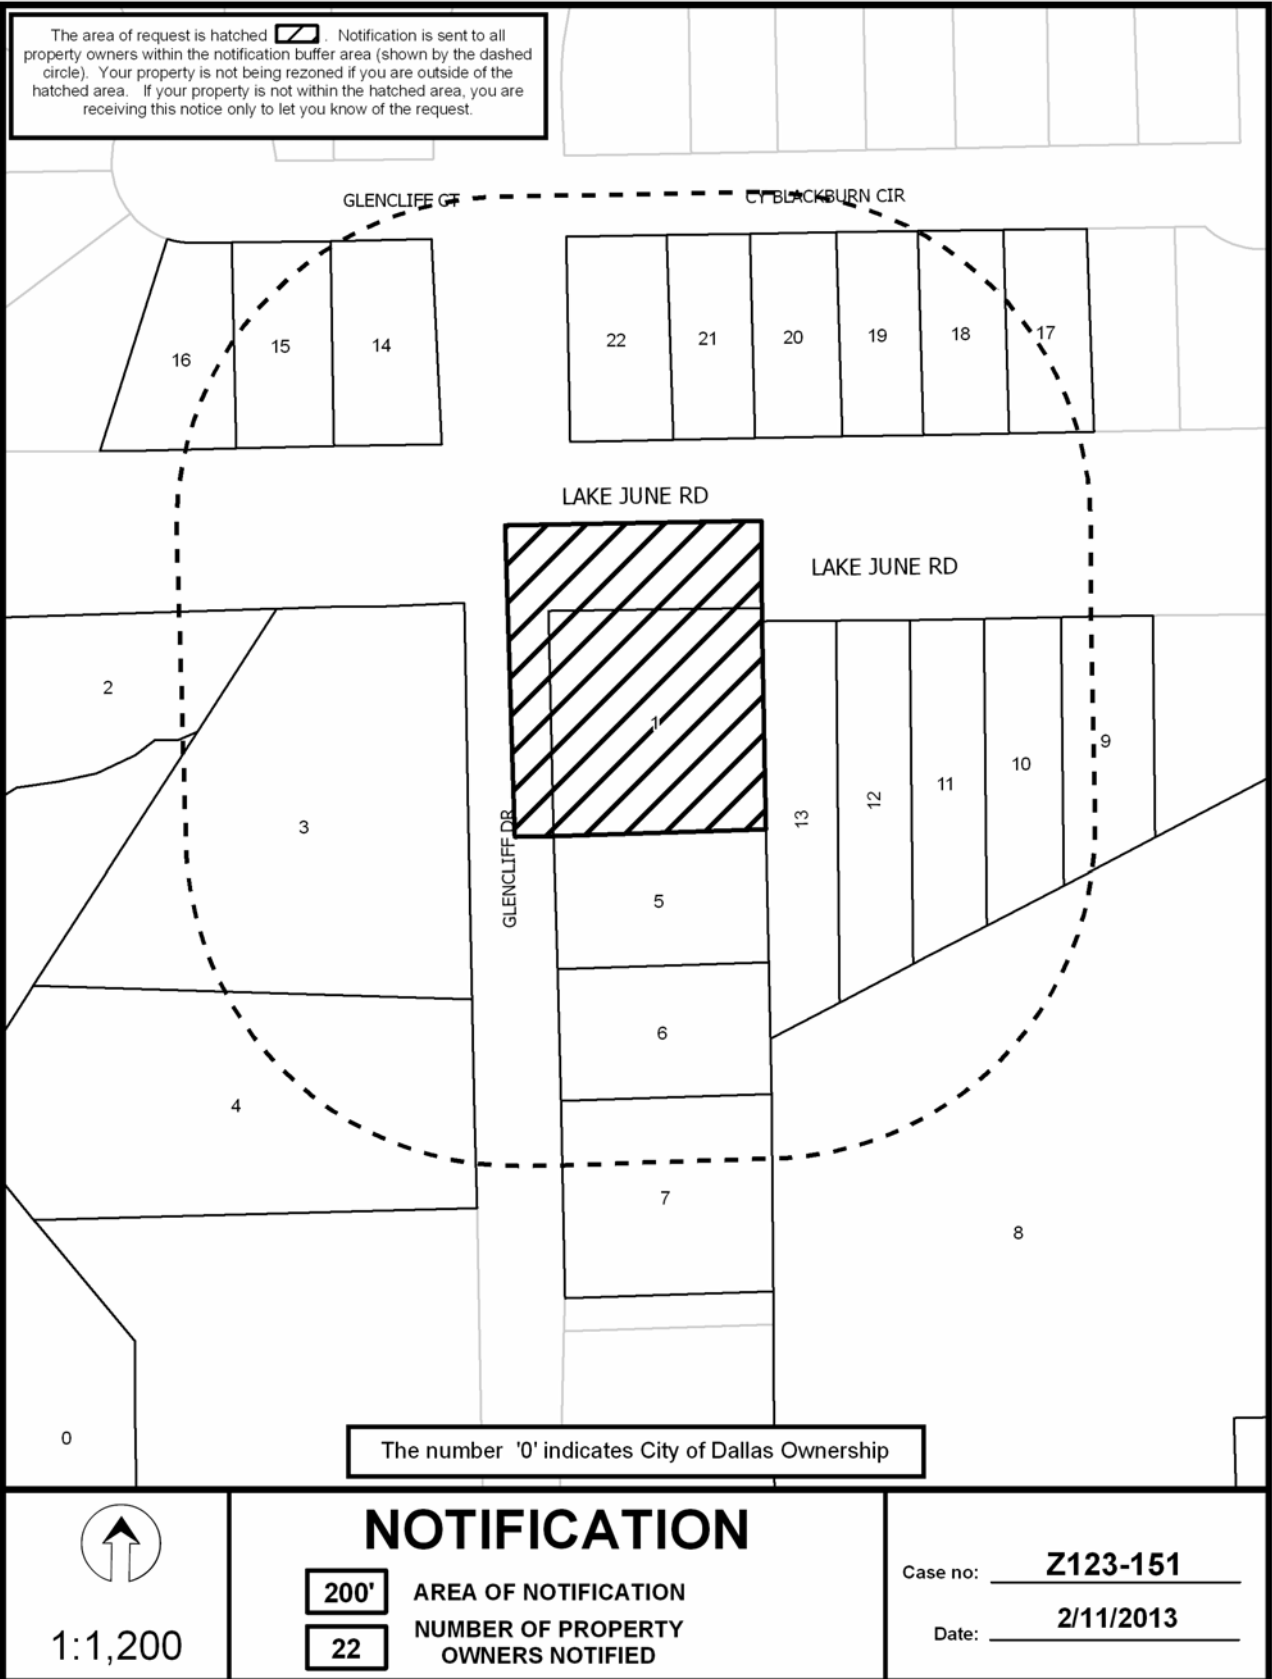 The area of request is hatched . Notification is sent to all
property owners within the notification buffer area (shown by the dashed
circle). Your property is not being rezoned if you are outside of the
hatched area. If your property is not within the hatched area, you are
receiving this notice only to let you know of the request.
GLENCLIFF CT
CY BLACKBURN CIR
16
15
14
22
21
20
19
18
17
LAKE JUNE RD
LAKE JUNE RD
2
3
1
13
12
11
10
9
GLENCLIFF DR
5
6
4
7
8
0
The number '0' indicates City of Dallas Ownership
1:1,200
NOTIFICATION
200' AREA OF NOTIFICATION
22 NUMBER OF PROPERTY
OWNERS NOTIFIED
Case no: Z123-151
Date: 2/11/2013